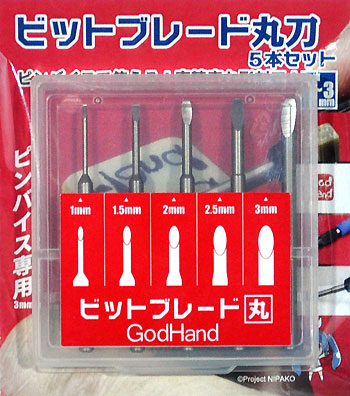 ビットブレード丸刀
5本セット
1mm
1.5mm
2mm
2.5mm
3mm
ピンバイス専用
3mm
ビットブレード丸
GodHand
©Project NIPAKO